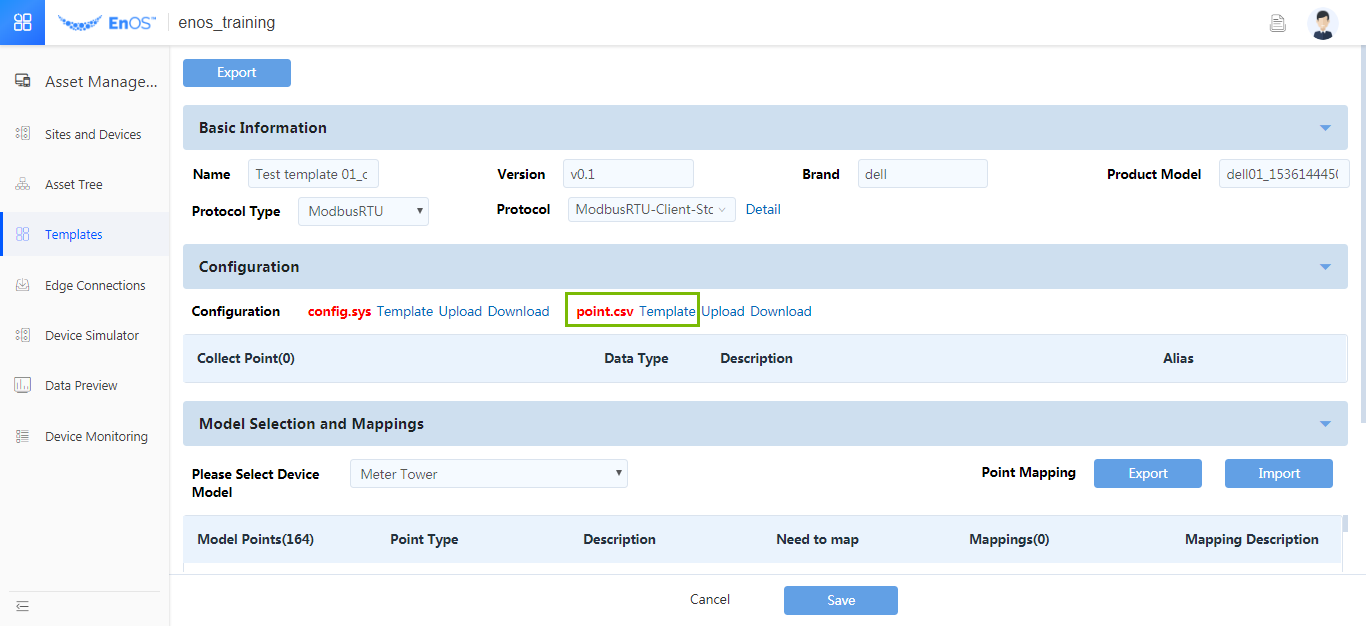 EnOS™ enos_training
Asset Manage...
Sites and Devices
Asset Tree
Templates
Edge Connections
Device Simulator
Data Preview
Device Monitoring
Export
Basic Information
Name Test template 01_c Version v0.1 Brand dell Product Model dell01_1536144450
Protocol Type ModbusRTU Protocol ModbusRTU-Client-Stc Detail
Configuration
Configuration config.sys Template Upload Download point.csv Template Upload Download
Collect Point(0) Data Type Description Alias
Model Selection and Mappings
Please Select Device Model Meter Tower Point Mapping Export Import
Model Points(164) Point Type Description Need to map Mappings(0) Mapping Description
Cancel Save